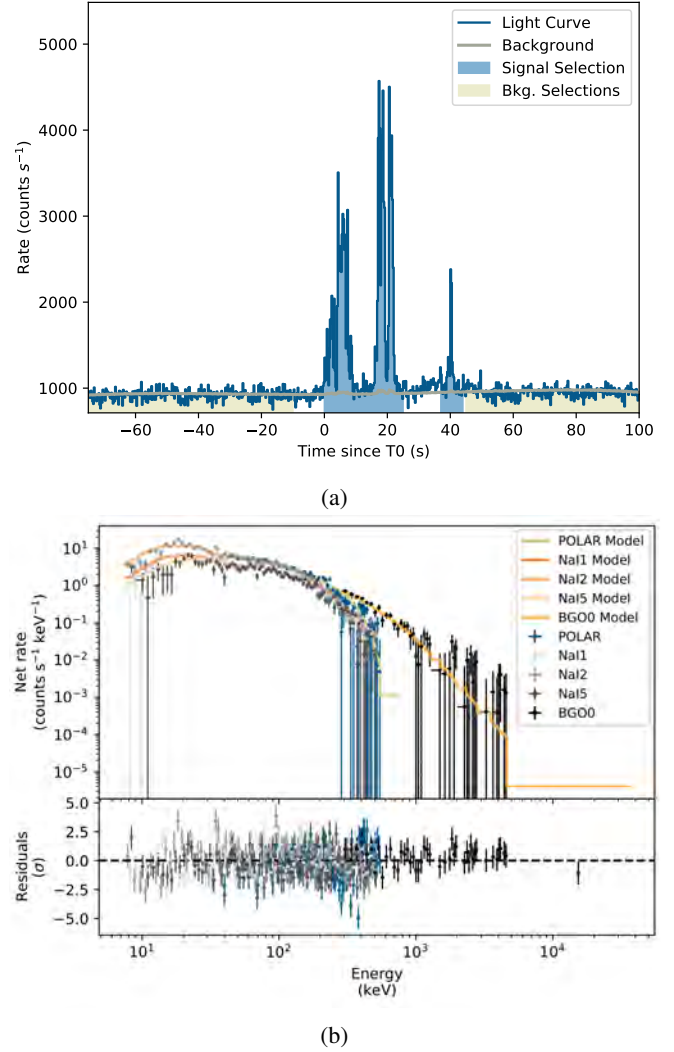 Light Curve
Background
Signal Selection
Bkg. Selections
Rate (counts s⁻¹)
5000
4000
3000
2000
1000
−60 −40 −20 0 20 40 60 80 100
Time since T0 (s)
(a)
POLAR Model
NaI1 Model
NaI2 Model
NaI5 Model
BGO0 Model
POLAR
NaI1
NaI2
NaI5
BGO0
Net rate
(counts s⁻¹ keV⁻¹)
10¹
10⁰
10⁻¹
10⁻²
10⁻³
10⁻⁴
10⁻⁵
Residuals
(σ)
5.0
2.5
0.0
−2.5
−5.0
10¹ 10² 10³ 10⁴
Energy
(keV)
(b)